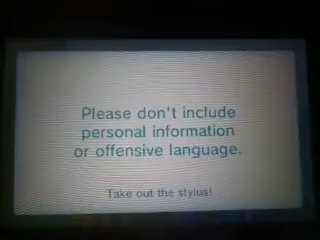 Please don't include
personal information
or offensive language.
Take out the stylus!